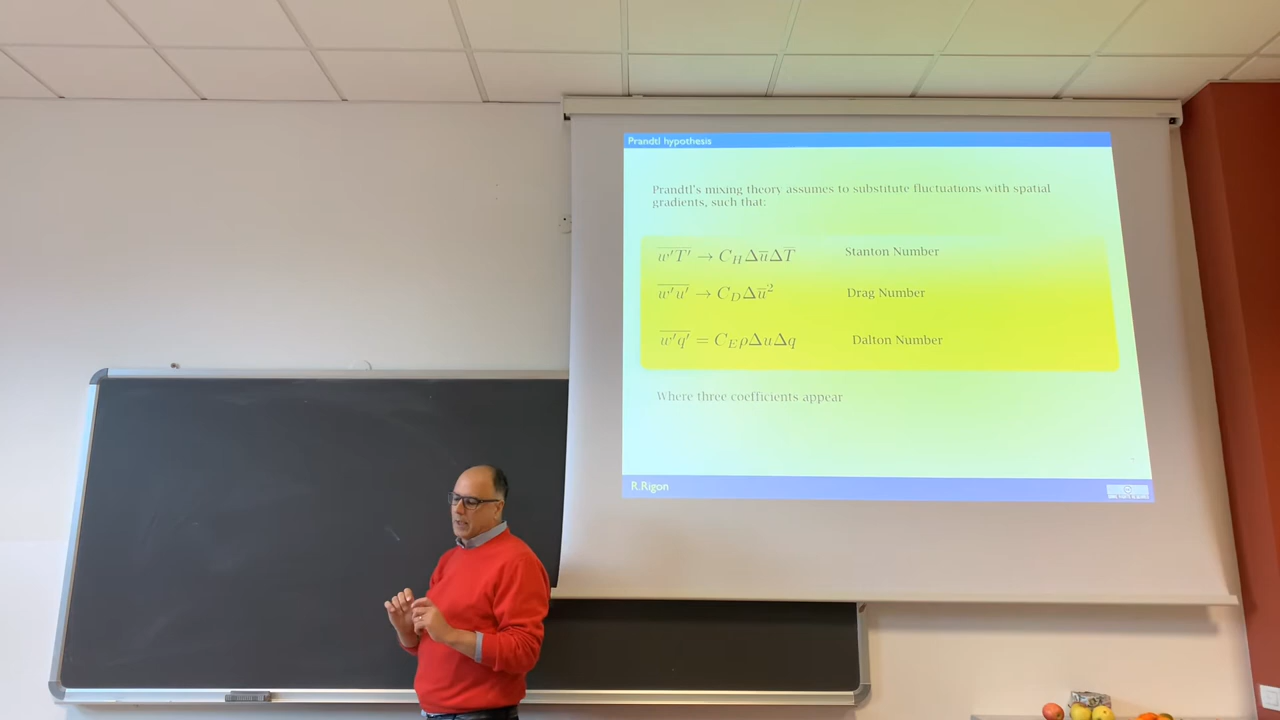 Prandtl hypothesis
Prandtl's mixing theory assumes to substitute fluctuations with spatial
gradients, such that:
$\overline{w'T'} \to C_H \Delta\overline{u}\Delta\overline{T}$ Stanton Number
$\overline{w'u'} \to C_D \Delta\overline{u}^2$ Drag Number
$\overline{w'q'} = C_E \rho \Delta u \Delta q$ Dalton Number
Where three coefficients appear
R.Rigon